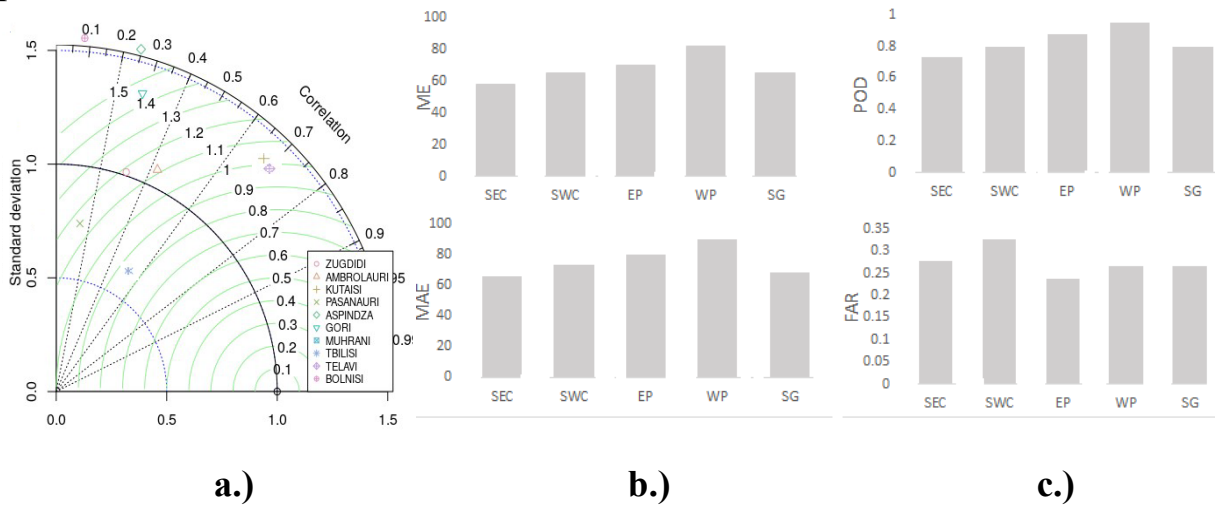 Standard deviation
1.5
1.0
0.5
0.0
0.0
0.5
1.0
1.5
0.1
0.2
0.3
0.4
0.5
0.6
0.7
0.8
0.9
Correlation
1.5
1.4
1.3
1.2
1.1
1
0.9
0.8
0.7
0.6
0.5
0.4
0.3
0.2
0.1
ZUGDIDI
AMBROLAURI
KUTAISI
PASANAURI
ASPINDZA
GORI
MUHRANI
TBILISI
TELAVI
BOLNISI
a.)
ME
100
80
60
40
20
0
SEC SWC EP WP SG
MAE
100
80
60
40
20
0
SEC SWC EP WP SG
b.)
POD
1
0.8
0.6
0.4
0.2
0
SEC SWC EP WP SG
FAR
0.35
0.3
0.25
0.2
0.15
0.1
0.05
0
SEC SWC EP WP SG
c.)